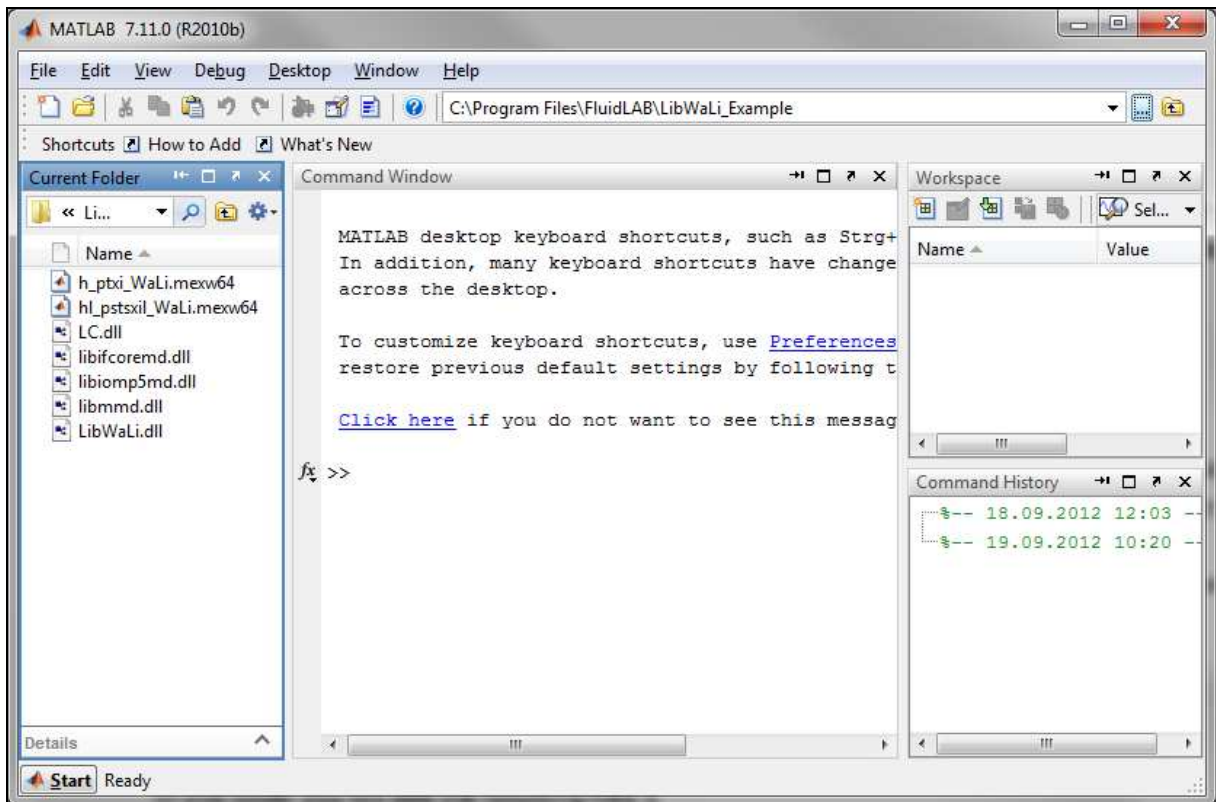 MATLAB 7.11.0 (R2010b)
File Edit View Debug Desktop Window Help
C:\Program Files\FluidLAB\LibWaLi_Example
Shortcuts How to Add What's New
Current Folder
« Li...
Name
h_ptxi_WaLi.mexw64
hl_pstsxil_WaLi.mexw64
LC.dll
libifcoremd.dll
libiomp5md.dll
libmmd.dll
LibWaLi.dll
Details
Command Window
MATLAB desktop keyboard shortcuts, such as Strg+
In addition, many keyboard shortcuts have change
across the desktop.
To customize keyboard shortcuts, use Preferences
restore previous default settings by following t
Click here if you do not want to see this messag
fx >>
Workspace
Sel...
Name Value
Command History
%-- 18.09.2012 12:03 --
%-- 19.09.2012 10:20 --
Start Ready